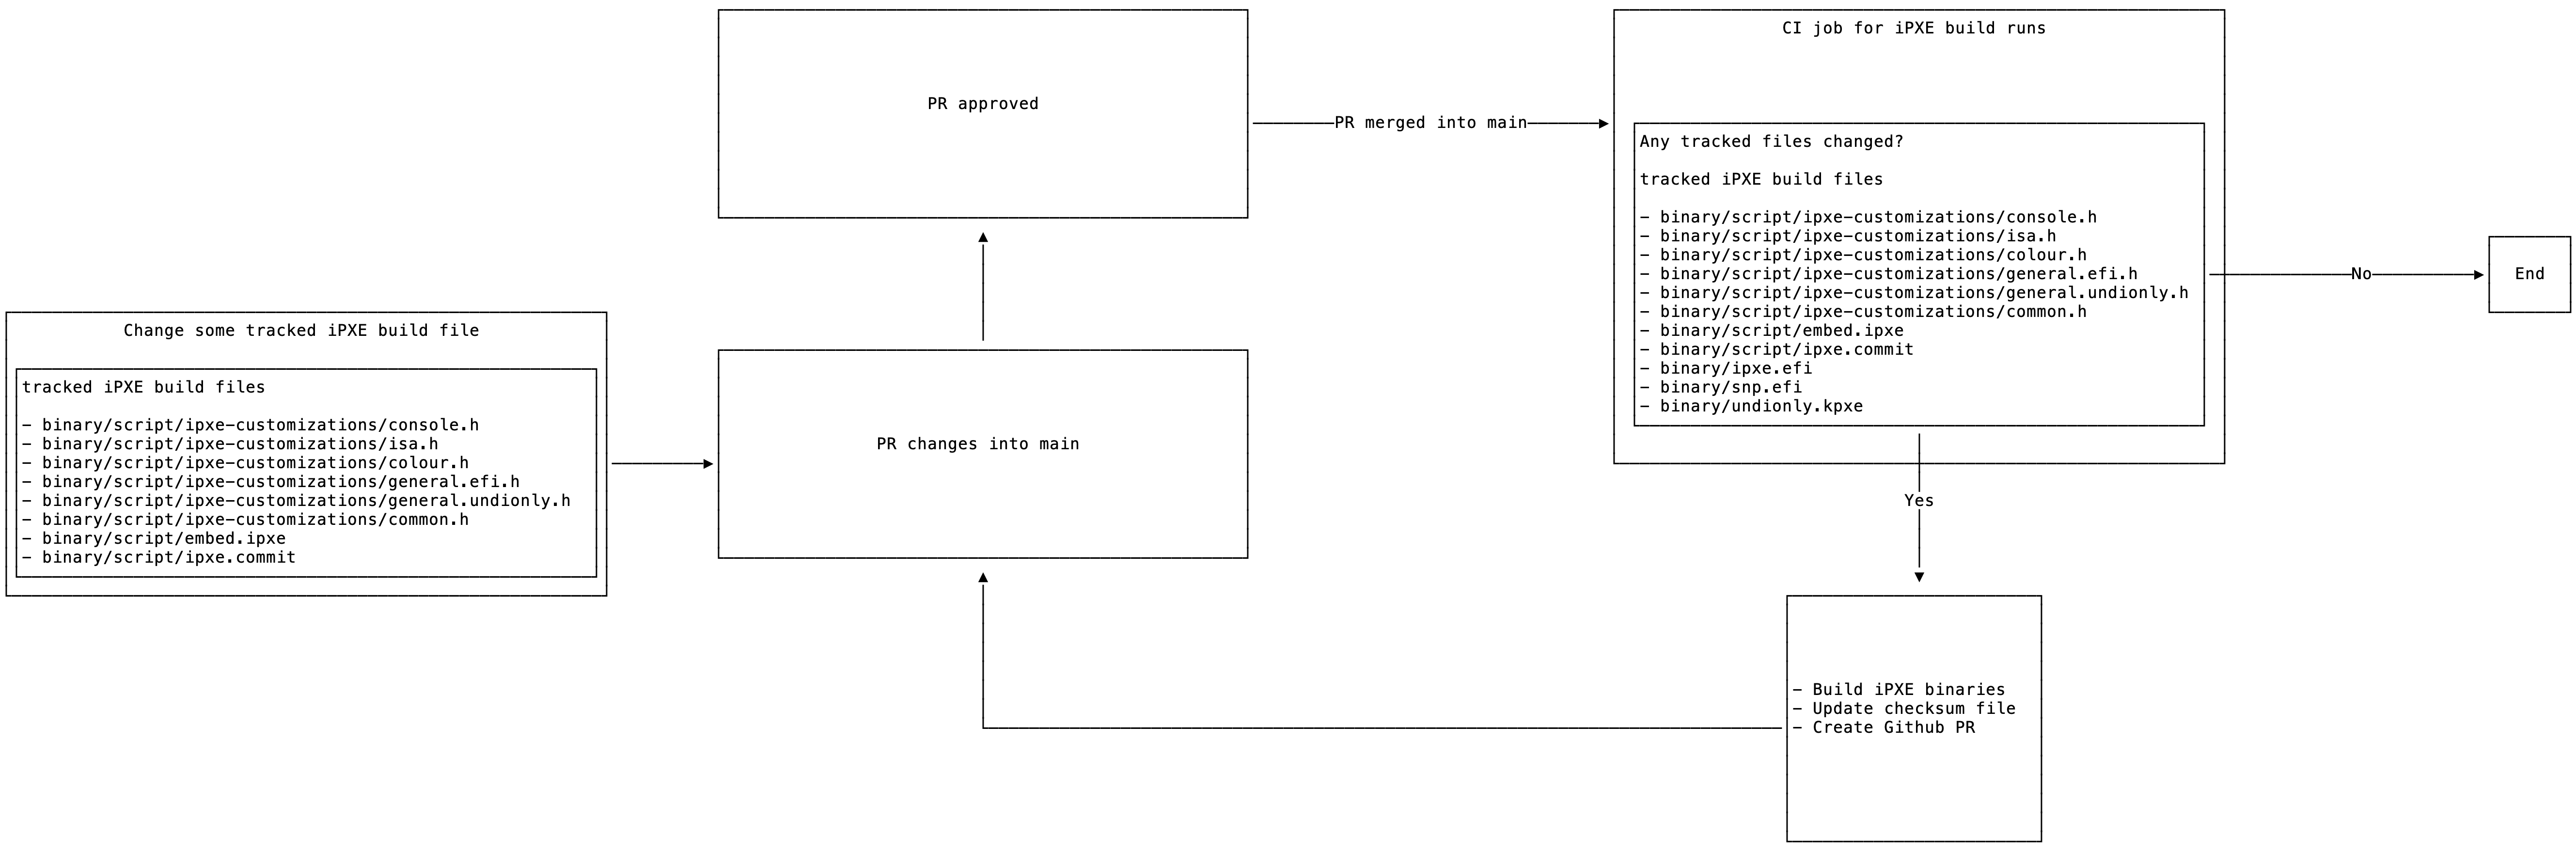 Change some tracked iPXE build file
tracked iPXE build files
- binary/script/ipxe-customizations/console.h
- binary/script/ipxe-customizations/isa.h
- binary/script/ipxe-customizations/colour.h
- binary/script/ipxe-customizations/general.efi.h
- binary/script/ipxe-customizations/general.undionly.h
- binary/script/ipxe-customizations/common.h
- binary/script/embed.ipxe
- binary/script/ipxe.commit
PR changes into main
PR approved
PR merged into main
CI job for iPXE build runs
Any tracked files changed?
tracked iPXE build files
- binary/script/ipxe-customizations/console.h
- binary/script/ipxe-customizations/isa.h
- binary/script/ipxe-customizations/colour.h
- binary/script/ipxe-customizations/general.efi.h
- binary/script/ipxe-customizations/general.undionly.h
- binary/script/ipxe-customizations/common.h
- binary/script/embed.ipxe
- binary/script/ipxe.commit
- binary/ipxe.efi
- binary/snp.efi
- binary/undionly.kpxe
No
End
Yes
- Build iPXE binaries
- Update checksum file
- Create Github PR